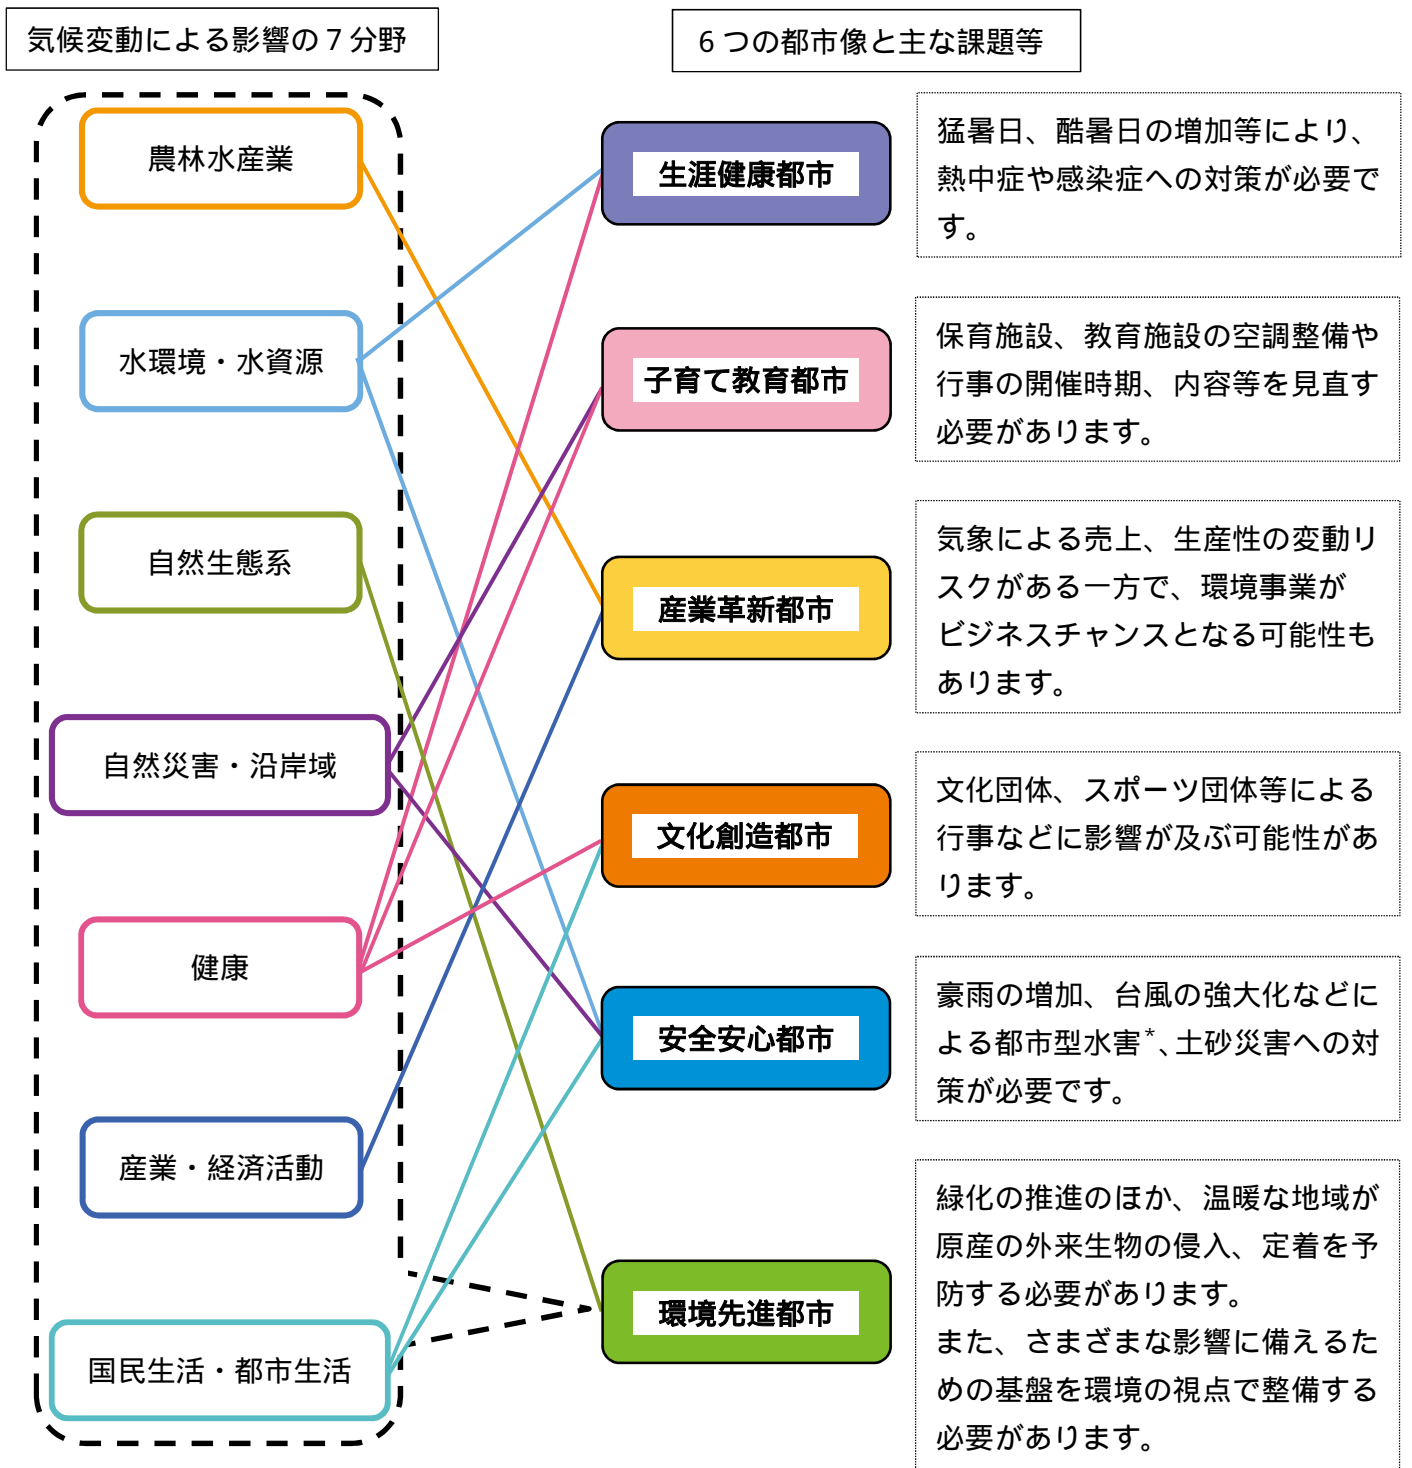 気候変動による影響の７分野
６つの都市像と主な課題等
農林水産業
水環境・水資源
自然生態系
自然災害・沿岸域
健康
産業・経済活動
国民生活・都市生活
生涯健康都市
猛暑日、酷暑日の増加等により、
熱中症や感染症への対策が必要で
す。
子育て教育都市
保育施設、教育施設の空調整備や
行事の開催時期、内容等を見直す
必要があります。
産業革新都市
気象による売上、生産性の変動リ
スクがある一方で、環境事業が
ビジネスチャンスとなる可能性も
あります。
文化創造都市
文化団体、スポーツ団体等による
行事などに影響が及ぶ可能性があ
ります。
安全安心都市
豪雨の増加、台風の強大化などに
よる都市型水害*、土砂災害への対
策が必要です。
環境先進都市
緑化の推進のほか、温暖な地域が
原産の外来生物の侵入、定着を予
防する必要があります。
また、さまざまな影響に備えるた
めの基盤を環境の視点で整備する
必要があります。